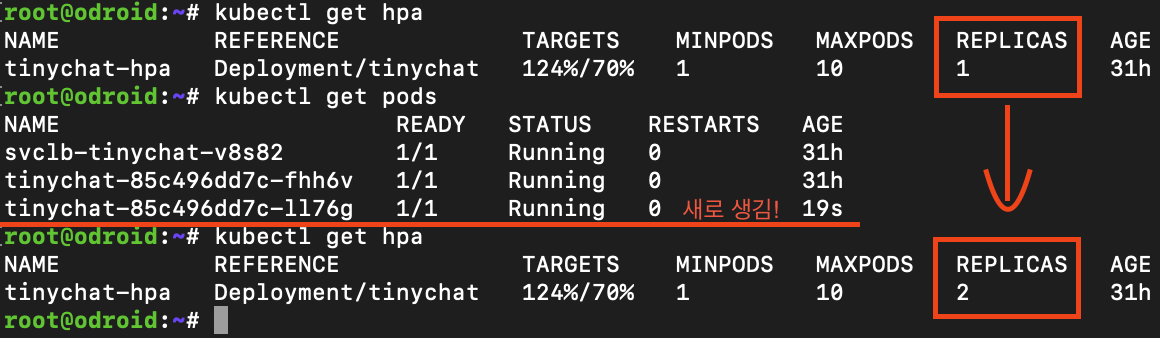 [root@odroid:~# kubectl get hpa
NAME REFERENCE TARGETS MINPODS MAXPODS REPLICAS AGE
tinychat-hpa Deployment/tinychat 124%/70% 1 10 1 31h
[root@odroid:~# kubectl get pods
NAME READY STATUS RESTARTS AGE
svclb-tinychat-v8s82 1/1 Running 0 31h
tinychat-85c496dd7c-fhh6v 1/1 Running 0 31h
tinychat-85c496dd7c-ll76g 1/1 Running 0 새로 생김! 19s
[root@odroid:~# kubectl get hpa
NAME REFERENCE TARGETS MINPODS MAXPODS REPLICAS AGE
tinychat-hpa Deployment/tinychat 124%/70% 1 10 2 31h
root@odroid:~#